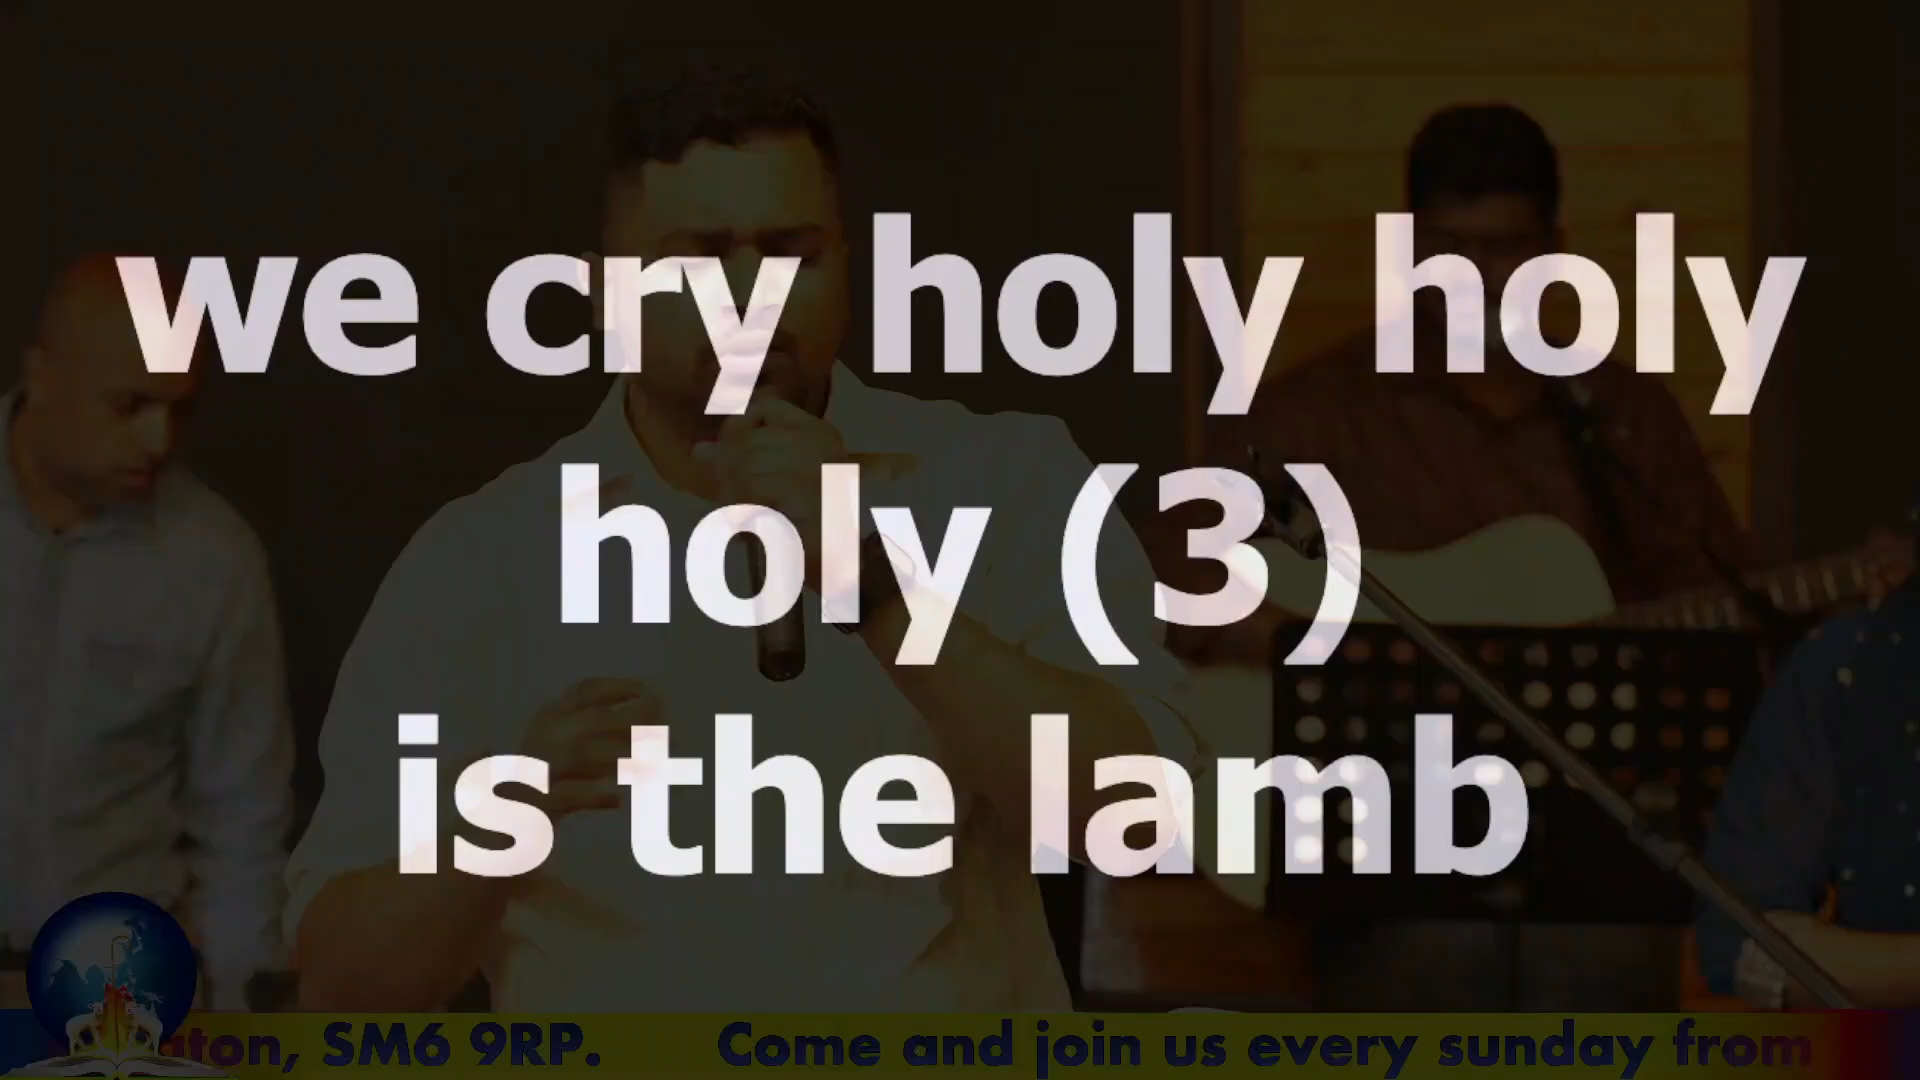 we cry holy holy
holy (3)
is the lamb
aton, SM6 9RP. Come and join us every sunday from